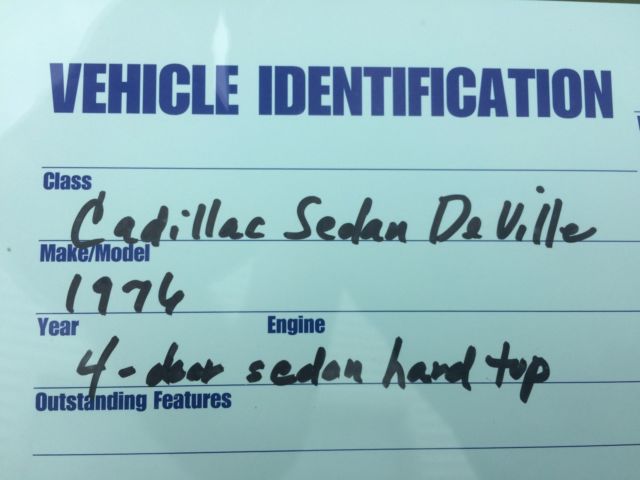 VEHICLE IDENTIFICATION
Class
Cadillac Sedan DeVille
Make/Model
1976
Year Engine
4-door sedan hard top
Outstanding Features